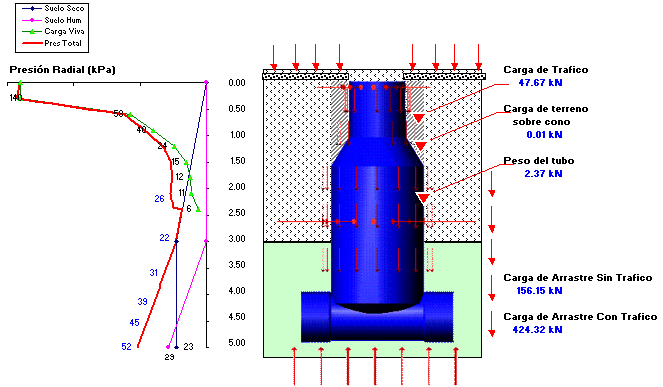 Suelo Seco
Suelo Hum
Carga Viva
Pres Total
Presión Radial (kPa)
0.00
0.50
1.00
1.50
2.00
2.50
3.00
3.50
4.00
4.50
5.00
50
40
24
15
12
11
6
26
22
31
39
45
52
23
29
Carga de Trafico
47.67 kN
Carga de terreno
sobre cono
0.01 kN
Peso del tubo
2.37 kN
Carga de Arrastre Sin Trafico
156.15 kN
Carga de Arrastre Con Trafico
424.32 kN